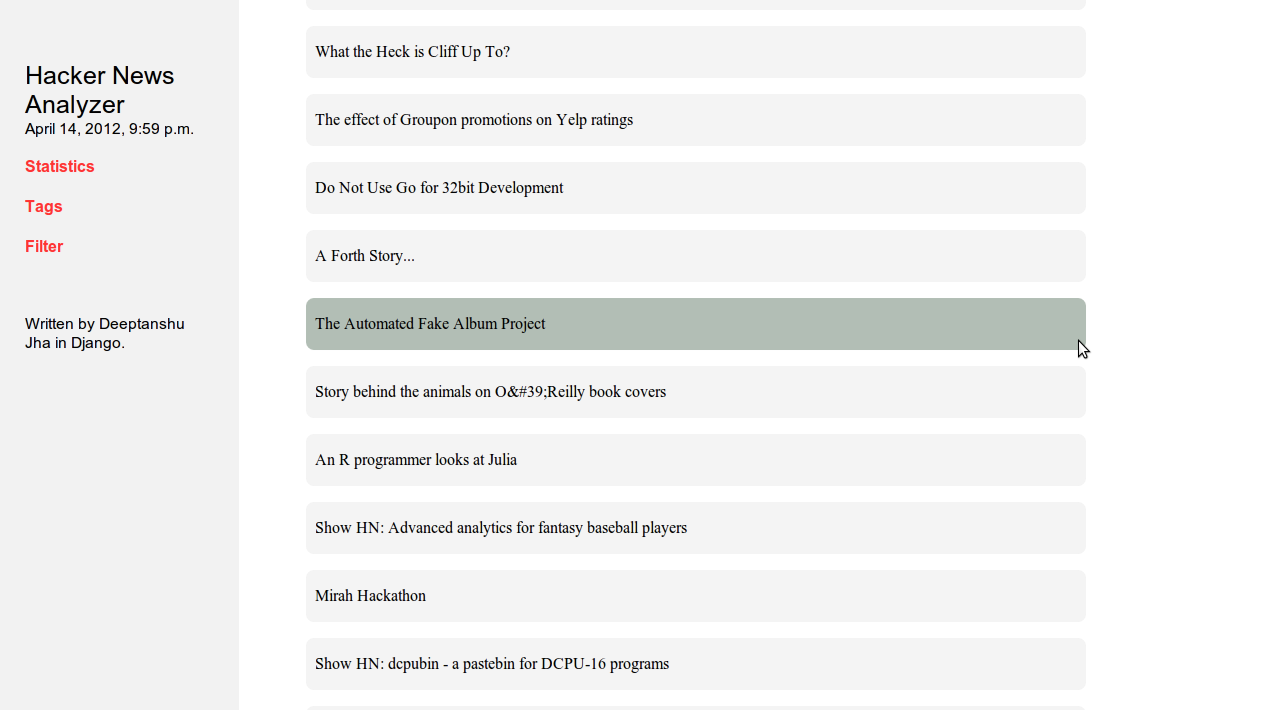 Hacker News
Analyzer
April 14, 2012, 9:59 p.m.
Statistics
Tags
Filter
Written by Deeptanshu
Jha in Django.
What the Heck is Cliff Up To?
The effect of Groupon promotions on Yelp ratings
Do Not Use Go for 32bit Development
A Forth Story...
The Automated Fake Album Project
Story behind the animals on O&#39;Reilly book covers
An R programmer looks at Julia
Show HN: Advanced analytics for fantasy baseball players
Mirah Hackathon
Show HN: dcpubin - a pastebin for DCPU-16 programs